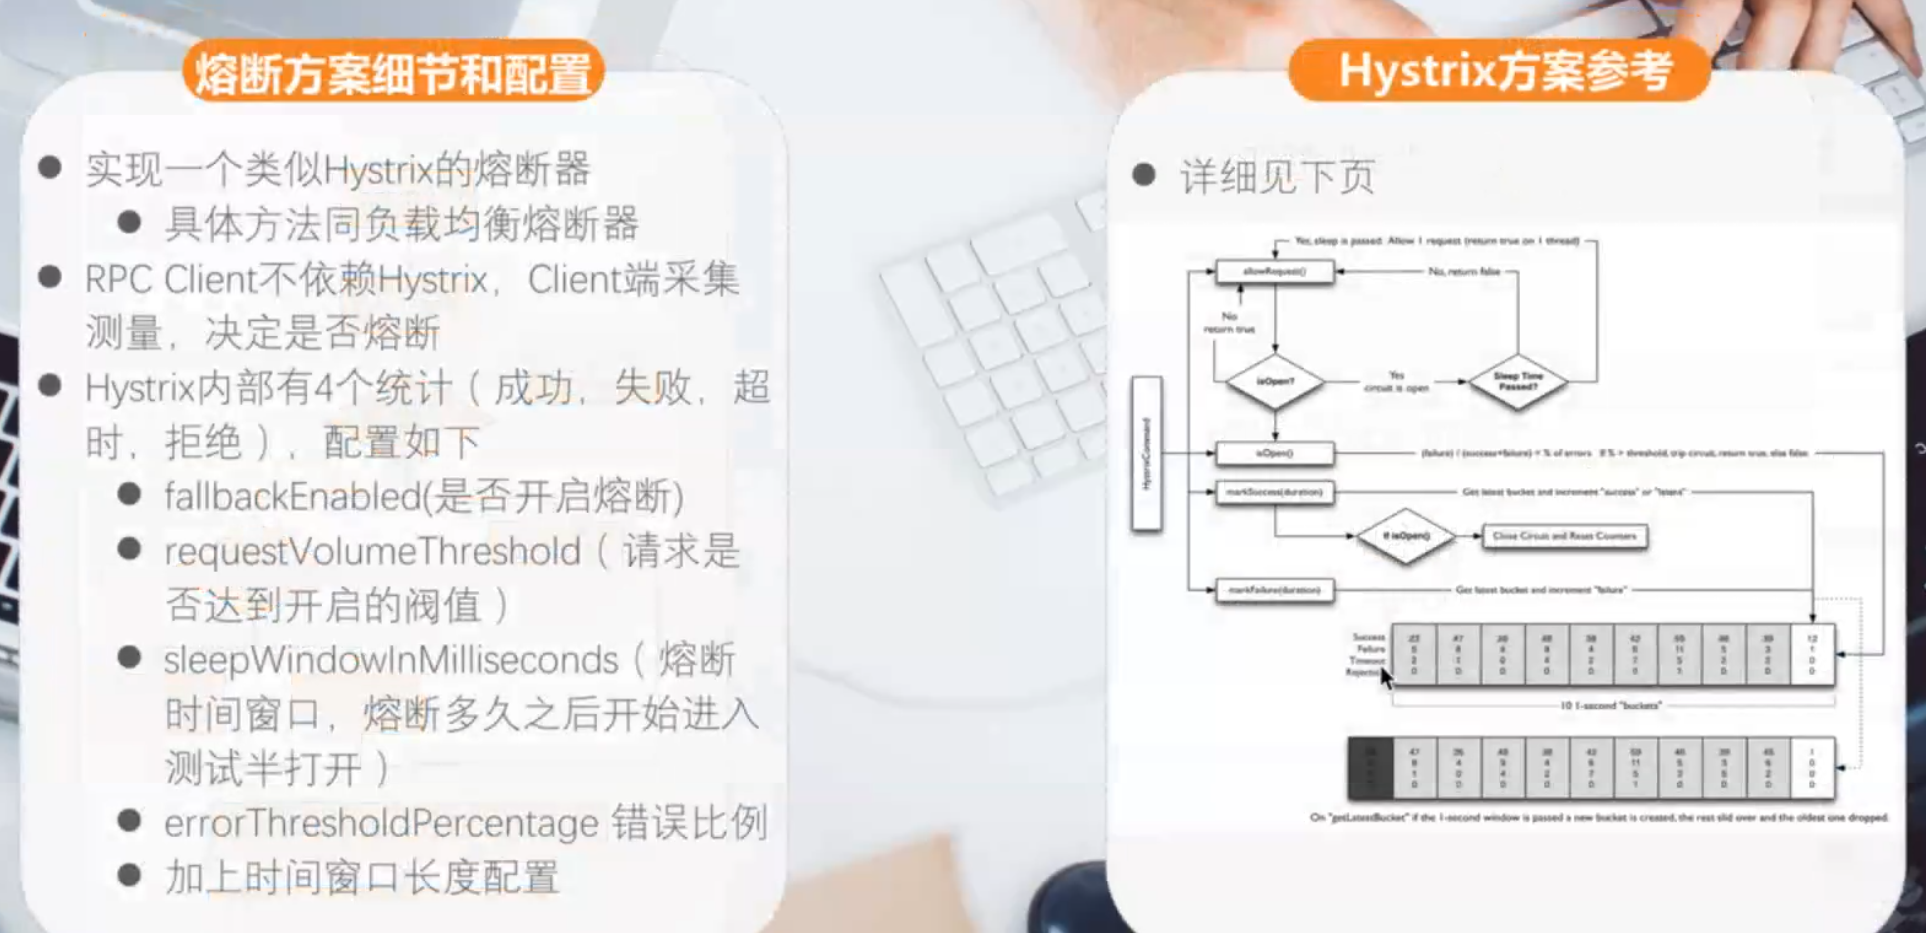 熔断方案细节和配置
实现一个类似Hystrix的熔断器
具体方法同负载均衡熔断器
RPC Client不依赖Hystrix，Client端采集
测量，决定是否熔断
Hystrix内部有4个统计（成功，失败，超
时，拒绝），配置如下
fallbackEnabled(是否开启熔断)
requestVolumeThreshold（请求是
否达到开启的阀值）
sleepWindowInMilliseconds（熔断
时间窗口，熔断多久之后开始进入
测试半打开）
errorThresholdPercentage 错误比例
加上时间窗口长度配置
Hystrix方案参考
详细见下页
Yes, sleep is passed. Allow 1 request (return true on 1 thread)
allowRequest()
No, return false
No
return true
isOpen?
Yes
circuit is open
Sleep Time
Passed?
HystrixCommand
isOpen()
(failure) / (success+failure) = % of errors. If % > threshold, trip circuit, return true, else false
markSuccess(duration)
Get latest bucket and increment "success" or "latent"
If isOpen()
Close Circuit and Reset Counters
markFailure(duration)
Get latest bucket and increment "failure"
Success
Failure
Timeout
10 1-second "buckets"
On "getLatestBucket" if the 1-second window is passed a new bucket is created, the rest slid over and the oldest one dropped.